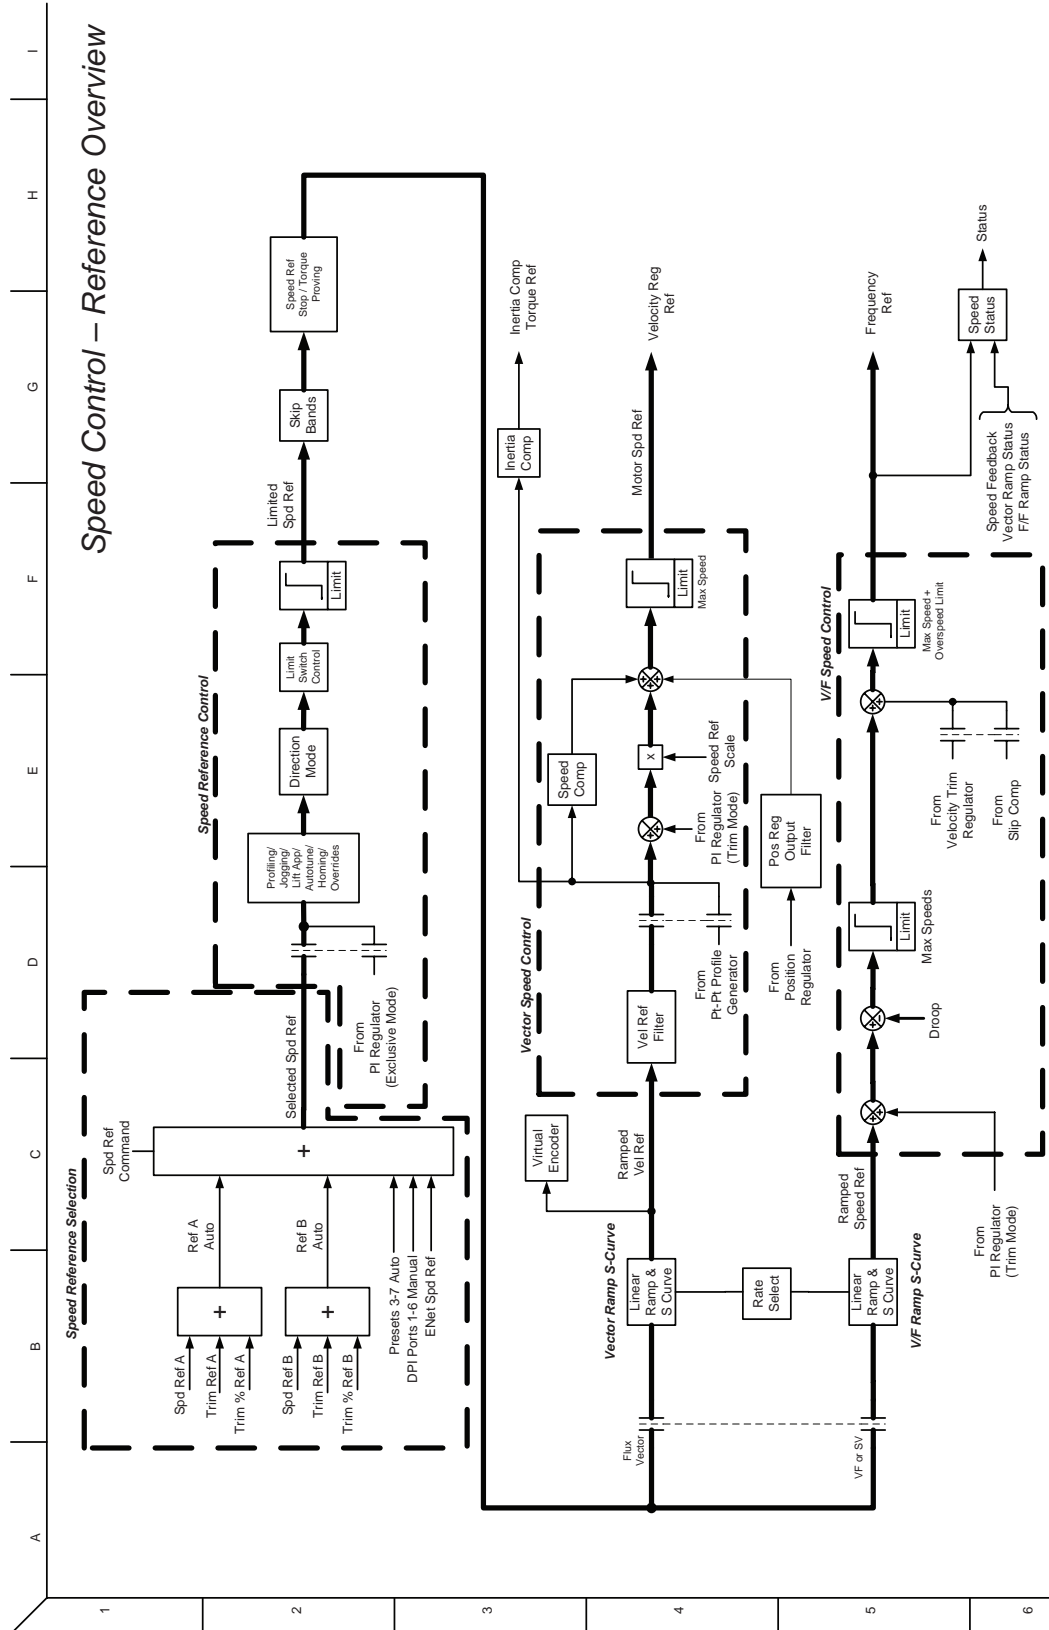 Speed Control – Reference Overview
A
B
C
D
E
F
G
H
I
1
2
3
4
5
6
Speed Reference Selection
Spd Ref A
Trim Ref A
Trim % Ref A
+
Ref A
Auto
Spd Ref B
Trim Ref B
Trim % Ref B
+
Ref B
Auto
Presets 3-7 Auto
DPI Ports 1-6 Manual
ENet Spd Ref
Spd Ref
Command
+
Selected Spd Ref
Speed Reference Control
From
PI Regulator
(Exclusive Mode)
Profiling/
Jogging/
Lift App/
Autotune/
Homing/
Overrides
Direction
Mode
Limit
Switch
Control
Limit
Limited
Spd Ref
Skip
Bands
Speed Ref
Stop / Torque
Proving
Flux
Vector
Vector Ramp S-Curve
Linear
Ramp &
S Curve
Virtual
Encoder
Ramped
Vel Ref
Vector Speed Control
Vel Ref
Filter
From
Pt-Pt Profile
Generator
+
+
From
PI Regulator
(Trim Mode)
x
Speed Ref
Scale
Speed
Comp
+
+
+
Limit
Max Speed
Motor Spd Ref
Velocity Reg
Ref
Inertia
Comp
Inertia Comp
Torque Ref
From
Position
Regulator
Pos Reg
Output
Filter
Rate
Select
VF or SV
Linear
Ramp &
S Curve
V/F Ramp S-Curve
Ramped
Speed Ref
From
PI Regulator
(Trim Mode)
V/F Speed Control
+
+
+
-
Droop
Limit
Max Speeds
From
Velocity Trim
Regulator
From
Slip Comp
+
+
Limit
Max Speed +
Overspeed Limit
Frequency
Ref
Speed Feedback
Vector Ramp Status
F/F Ramp Status
Speed
Status
Status